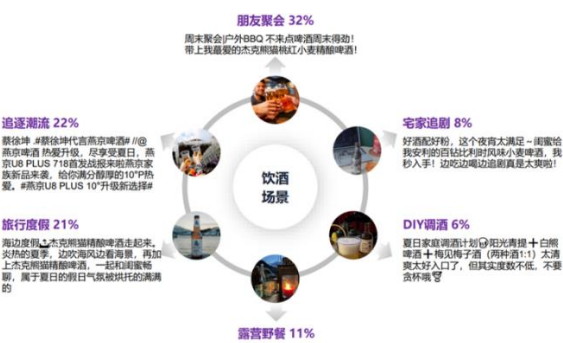 朋友聚会 32%
周末聚会|户外BBQ 不来点啤酒周末不得劲!
带上我最爱的杰克熊猫桃红小麦精酿啤酒!
追逐潮流 22%
蔡徐坤 .#蔡徐坤代言燕京啤酒# //@
燕京啤酒 热爱升级,尽享受夏日,燕
京U8 PLUS 718首发战报来啦燕京家
族新品来袭,给你满分醇厚的10°P热
爱。#燕京U8 PLUS 10°升级新选择#
宅家追剧 8%
好酒配好粉,这个夜宵太满足~闺蜜给
我安利的百钻比利时风味小麦啤酒,我
秒入手!边吃边喝边追剧真是太爽啦!
饮酒
场景
旅行度假 21%
海边度假 杰克熊猫精酿啤酒走起来。
炎热的夏季,边吹海风边看海景,再加
上杰克熊猫精酿啤酒,一起和闺蜜畅
聊,属于夏日的假日气氛被烘托的满满
的
DIY调酒 6%
夏日家庭调酒计划 阳光青提➕白熊
啤酒➕梅见梅子酒(两种酒1:1)太清
爽太好入口了,但其实度数不低,不要
贪杯哦
露营野餐 11%